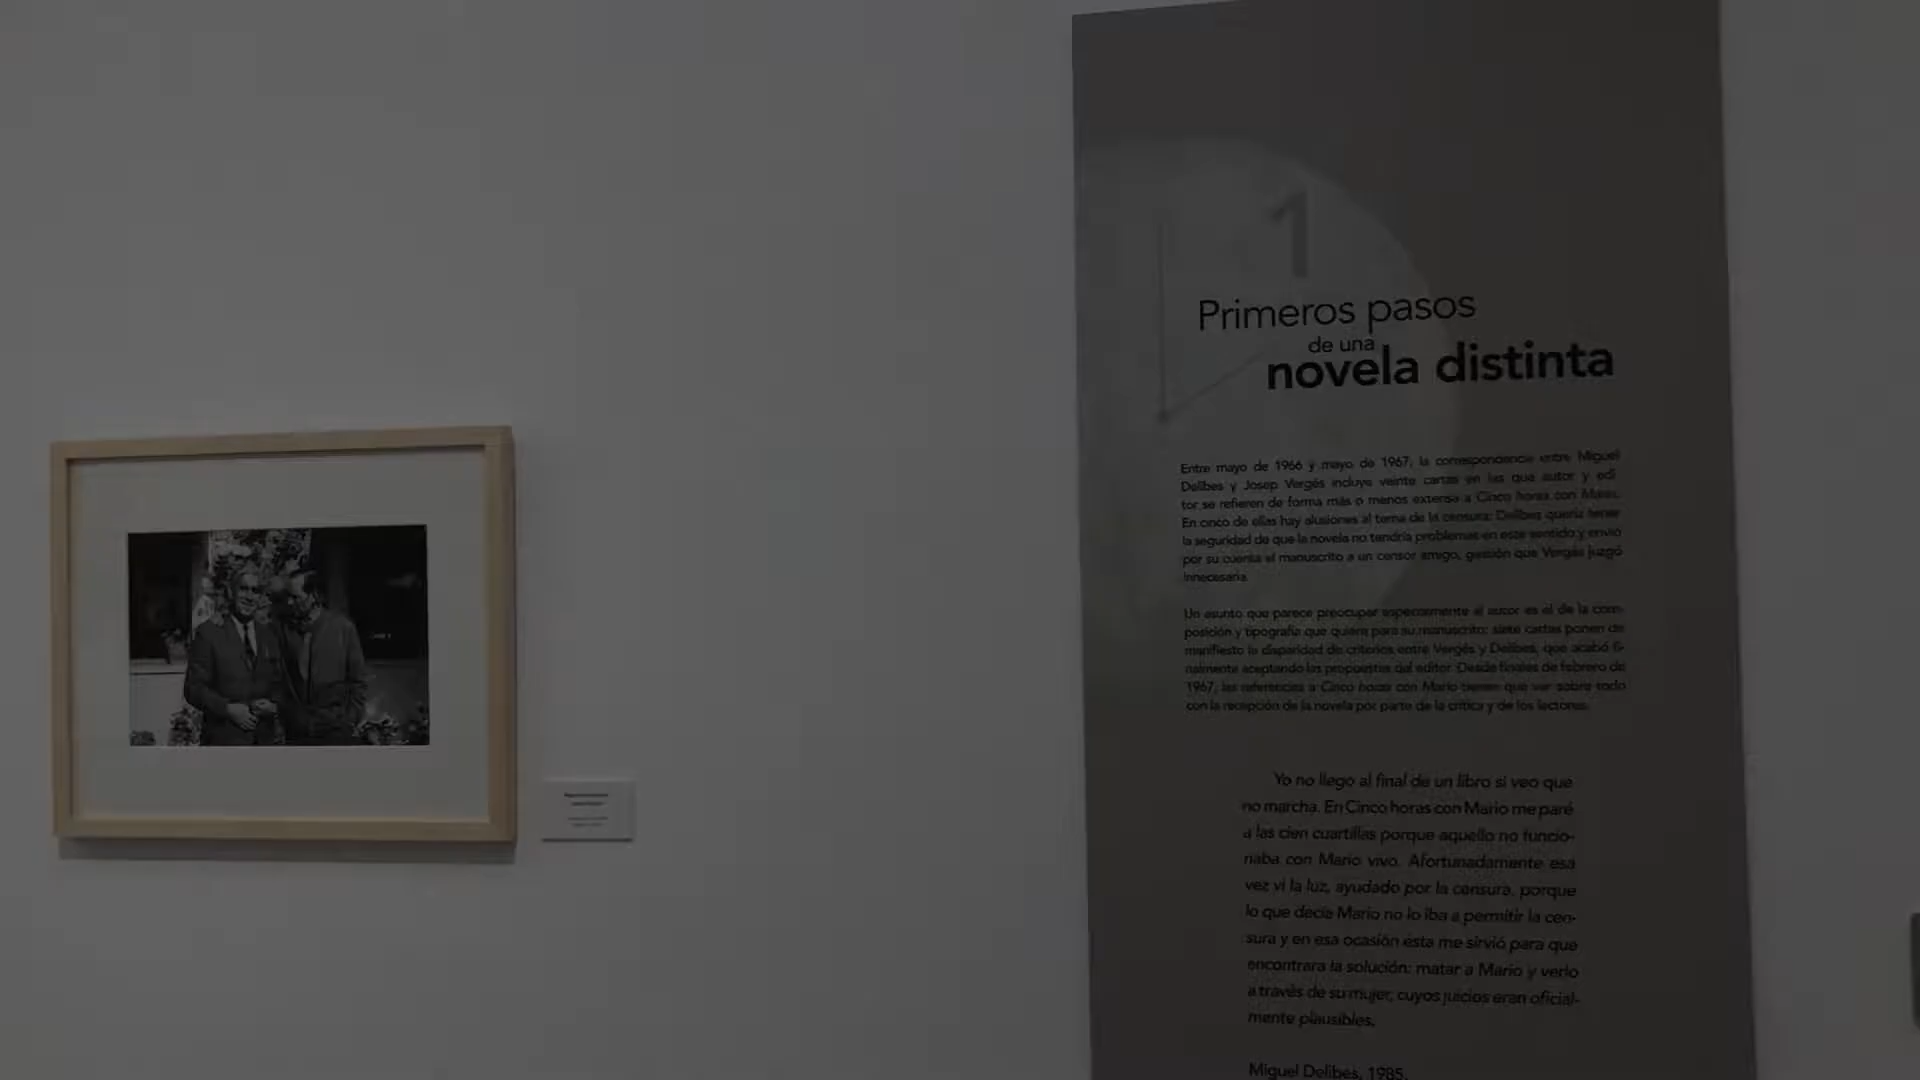 1
Primeros pasos
de una
novela distinta
Entre mayo de 1966 y mayo de 1967, la correspondencia entre Miguel
Delibes y Josep Vergés incluye veinte cartas en las que autor y edi-
tor se refieren de forma más o menos extensa a Cinco horas con Mario.
En cinco de ellas hay alusiones al tema de la censura: Delibes quería tener
la seguridad de que la novela no tendría problemas en este sentido y envió
por su cuenta el manuscrito a un censor amigo, gestión que Vergés juzgó
innecesaria.
Un asunto que parece preocupar especialmente al autor es el de la com-
posición y tipografía que quiere para su manuscrito: siete cartas ponen de
manifiesto la disparidad de criterios entre Vergés y Delibes, que acabó fi-
nalmente aceptando las propuestas del editor. Desde finales de febrero de
1967, las referencias a Cinco horas con Mario tienen que ver sobre todo
con la recepción de la novela por parte de la crítica y de los lectores.
Yo no llego al final de un libro si veo que
no marcha. En Cinco horas con Mario me paré
a las cien cuartillas porque aquello no funcio-
naba con Mario vivo. Afortunadamente esa
vez vi la luz, ayudado por la censura, porque
lo que decía Mario no lo iba a permitir la cen-
sura y en esa ocasión ésta me sirvió para que
encontrara la solución: matar a Mario y verlo
a través de su mujer, cuyos juicios eran oficial-
mente plausibles.
Miguel Delibes, 1985.